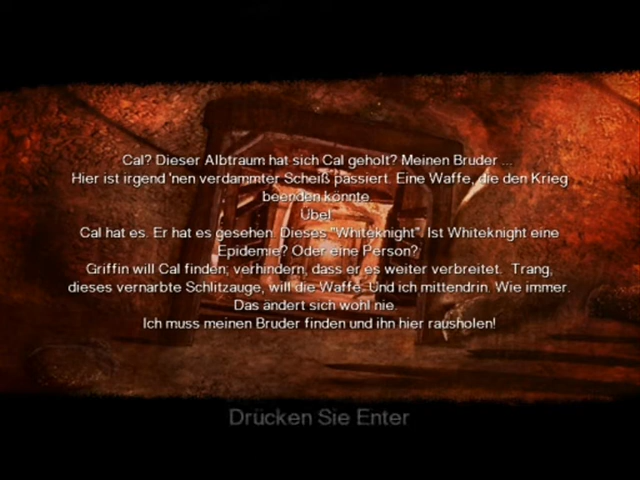 Cal? Dieser Albtraum hat sich Cal geholt? Meinen Bruder ...
Hier ist irgend 'nen verdammter Scheiß passiert. Eine Waffe, die den Krieg
beenden könnte.
Übel
Cal hat es. Er hat es gesehen. Dieses "Whiteknight". Ist Whiteknight eine
Epidemie? Oder eine Person?
Griffin will Cal finden, verhindern, dass er es weiter verbreitet.  Trang,
dieses vernarbte Schlitzauge, will die Waffe. Und ich mittendrin. Wie immer.
Das ändert sich wohl nie.
Ich muss meinen Bruder finden und ihn hier rausholen!
Drücken Sie Enter